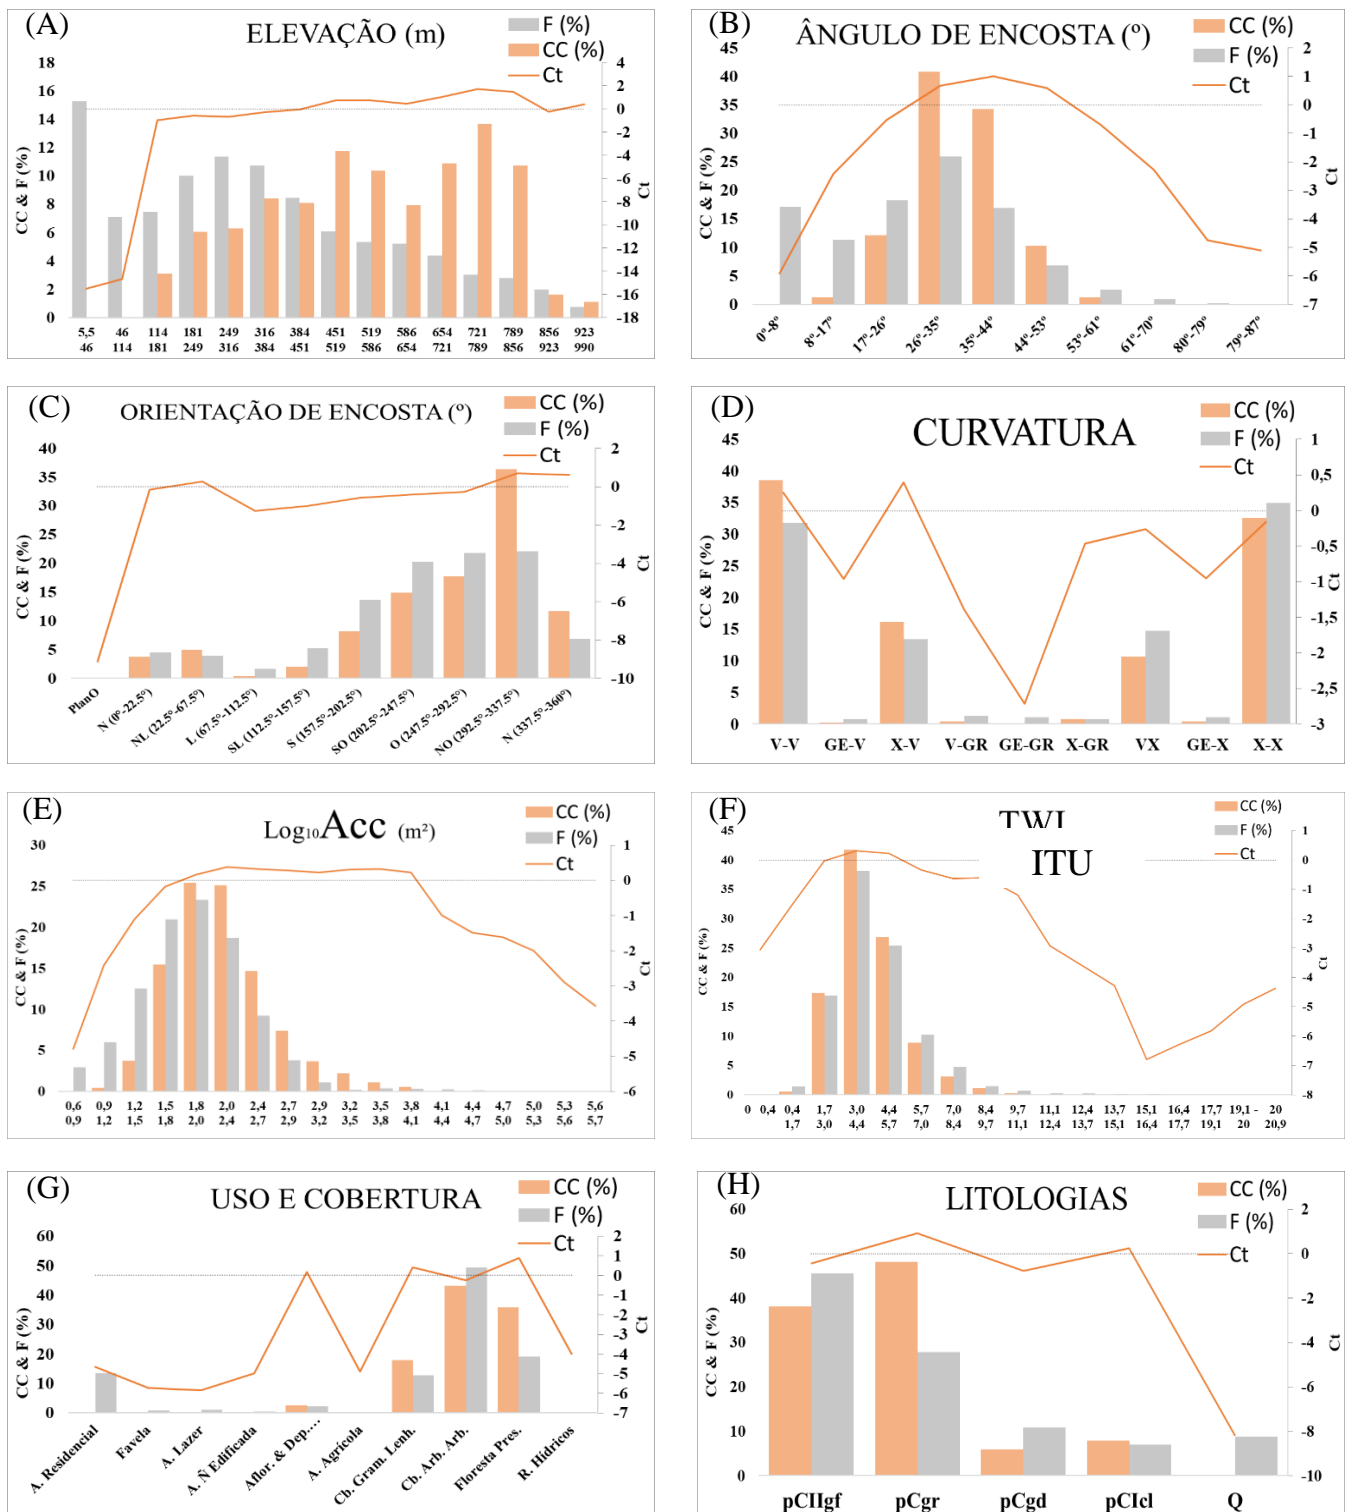 (A)
ELEVAÇÃO (m)
F (%)
CC (%)
Ct
CC & F (%)
18
16
14
12
10
8
6
4
2
0
4
2
0
-2
-4
-6
-8
-10
-12
-14
-16
-18
Ct
5,5 46 114 181 249 316 384 451 519 586 654 721 789 856 923
46 114 181 249 316 384 451 519 586 654 721 789 856 923 990
(B)
ÂNGULO DE ENCOSTA (º)
CC (%)
F (%)
Ct
CC & F (%)
45
40
35
30
25
20
15
10
5
0
2
1
0
-1
-2
-3
-4
-5
-6
-7
Ct
0º-8º
8º-17º
17º-26º
26º-35º
35º-44º
44º-53º
53º-61º
61º-70º
80º-79º
79º-87º
(C)
ORIENTAÇÃO DE ENCOSTA (º)
CC (%)
F (%)
Ct
CC & F (%)
40
35
30
25
20
15
10
5
0
2
0
-2
-4
-6
-8
-10
Ct
PlanO
N (0º-22.5º)
NL (22.5º-67.5º)
L (67.5º-112.5º)
SL (112.5º-157.5º)
S (157.5º-202.5º)
SO (202.5º-247.5º)
O (247.5º-292.5º)
NO (292.5º-337.5º)
N (337.5º-360º)
(D)
CURVATURA
CC (%)
F (%)
Ct
CC & F (%)
45
40
35
30
25
20
15
10
5
0
1
0,5
0
-0,5
-1
-1,5
-2
-2,5
-3
Ct
V-V GE-V X-V V-GR GE-GR X-GR VX GE-X X-X
(E)
Log10Acc (m²)
CC (%)
F (%)
Ct
CC & F (%)
30
25
20
15
10
5
0
1
0
-1
-2
-3
-4
-5
-6
Ct
0,6 0,9 1,2 1,5 1,8 2,0 2,4 2,7 2,9 3,2 3,5 3,8 4,1 4,4 4,7 5,0 5,3 5,6
0,9 1,2 1,5 1,8 2,0 2,4 2,7 2,9 3,2 3,5 3,8 4,1 4,4 4,7 5,0 5,3 5,6 5,7
(F)
TWI
ITU
CC (%)
F (%)
Ct
CC & F (%)
45
40
35
30
25
20
15
10
5
0
1
0
-1
-2
-3
-4
-5
-6
-7
-8
Ct
0 0,4 0,4 1,7 3,0 4,4 5,7 7,0 8,4 9,7 11,1 12,4 13,7 15,1 16,4 17,7 19,1 - 20
1,7 3,0 4,4 5,7 7,0 8,4 9,7 11,1 12,4 13,7 15,1 16,4 17,7 19,1 20 20,9
(G)
USO E COBERTURA
CC (%)
F (%)
Ct
CC & F (%)
60
50
40
30
20
10
0
2
1
0
-1
-2
-3
-4
-5
-6
-7
Ct
A. Residencial
Favela
A. Lazer
A. Ñ Edificada
Aflor. & Dep....
A. Agrícola
Cb. Gram. Lenh.
Cb. Arb. Arb.
Floresta Pres.
R. Hídricos
(H)
LITOLOGIAS
CC (%)
F (%)
Ct
CC & F (%)
60
50
40
30
20
10
0
2
0
-2
-4
-6
-8
-10
Ct
pCIIgf pCgr pCgd pCIcl Q